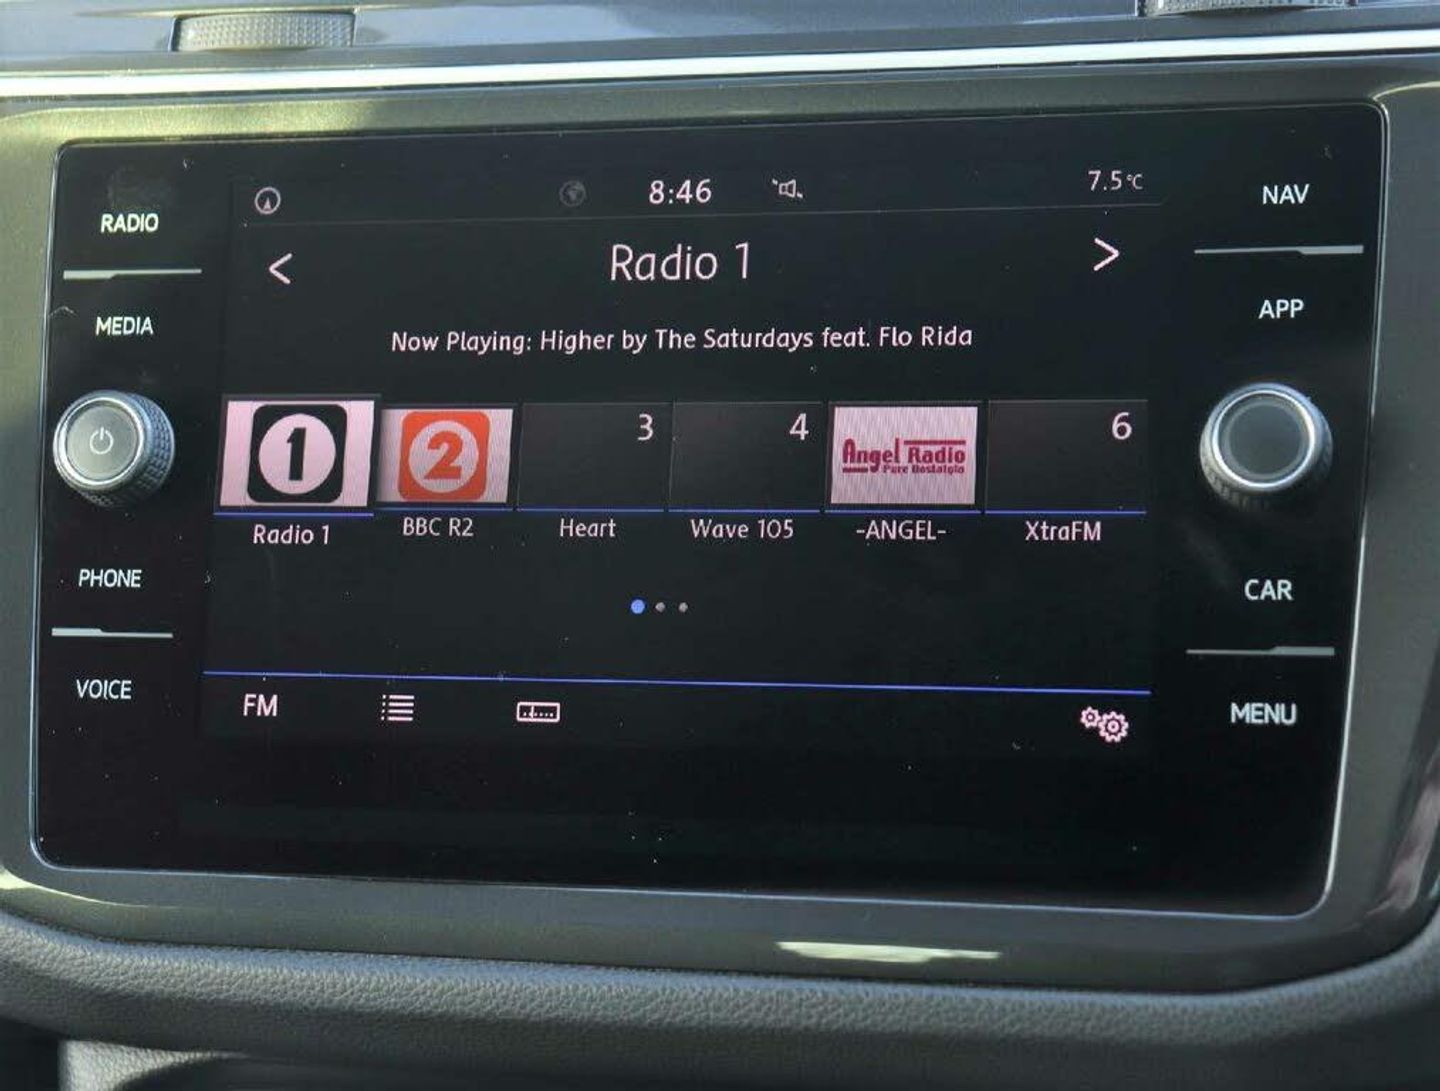 RADIO
MEDIA
PHONE
VOICE
8:46
7.5°C
< Radio 1 >
Now Playing: Higher by The Saturdays feat. Flo Rida
1 2 3 4 Angel Radio 6
Pure Nostalgia
Radio 1 BBC R2 Heart Wave 105 -ANGEL- XtraFM
FM
NAV
APP
CAR
MENU